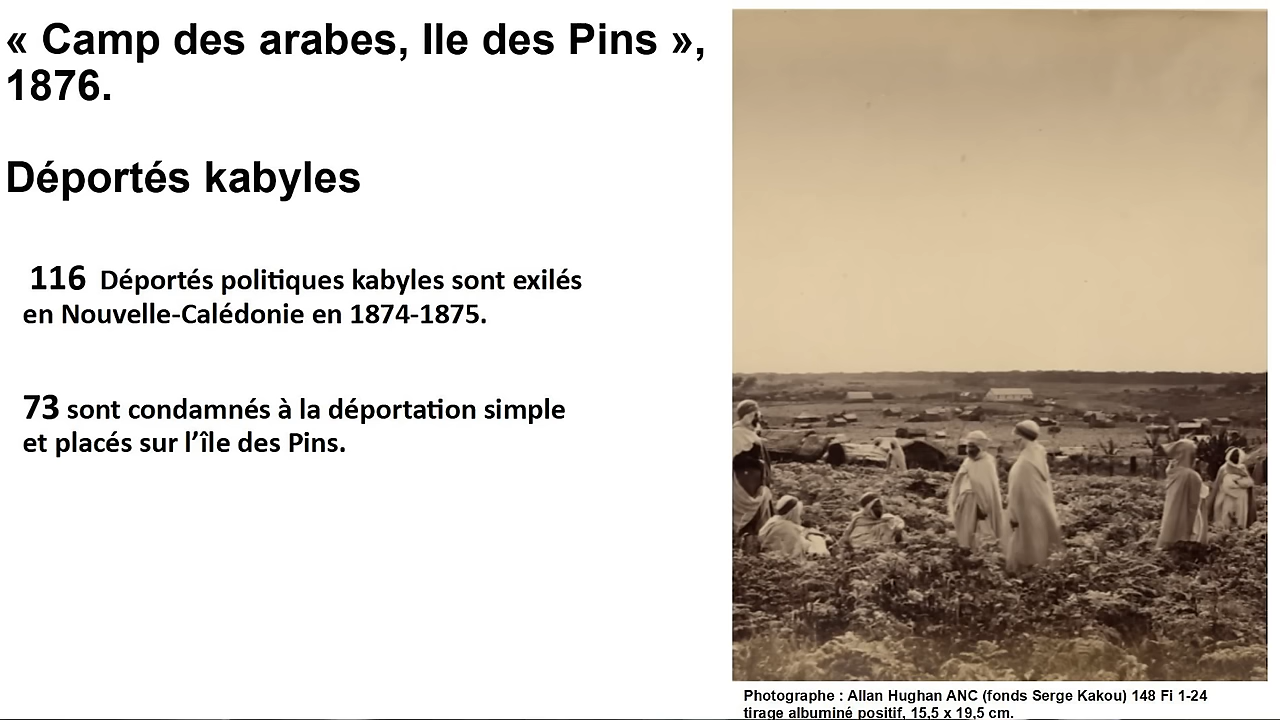 « Camp des arabes, Ile des Pins »,
1876.
Déportés kabyles
116 Déportés politiques kabyles sont exilés
en Nouvelle-Calédonie en 1874-1875.
73 sont condamnés à la déportation simple
et placés sur l’île des Pins.
Photographe : Allan Hughan ANC (fonds Serge Kakou) 148 Fi 1-24
tirage albuminé positif, 15,5 x 19,5 cm.